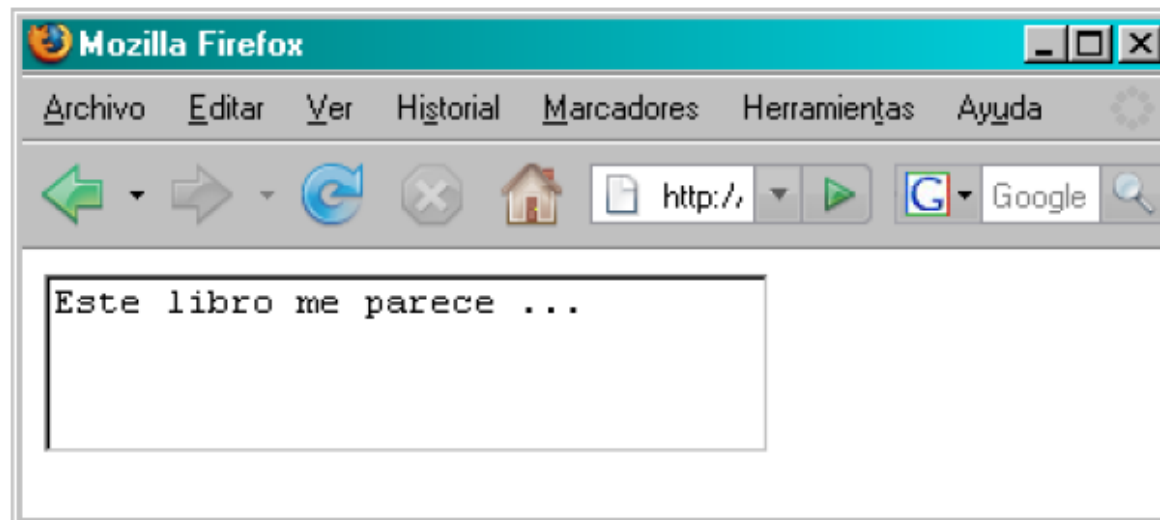 Mozilla Firefox
Archivo Editar Ver Historial Marcadores Herramientas Ayuda
http:/, G Google
Este libro me parece ...